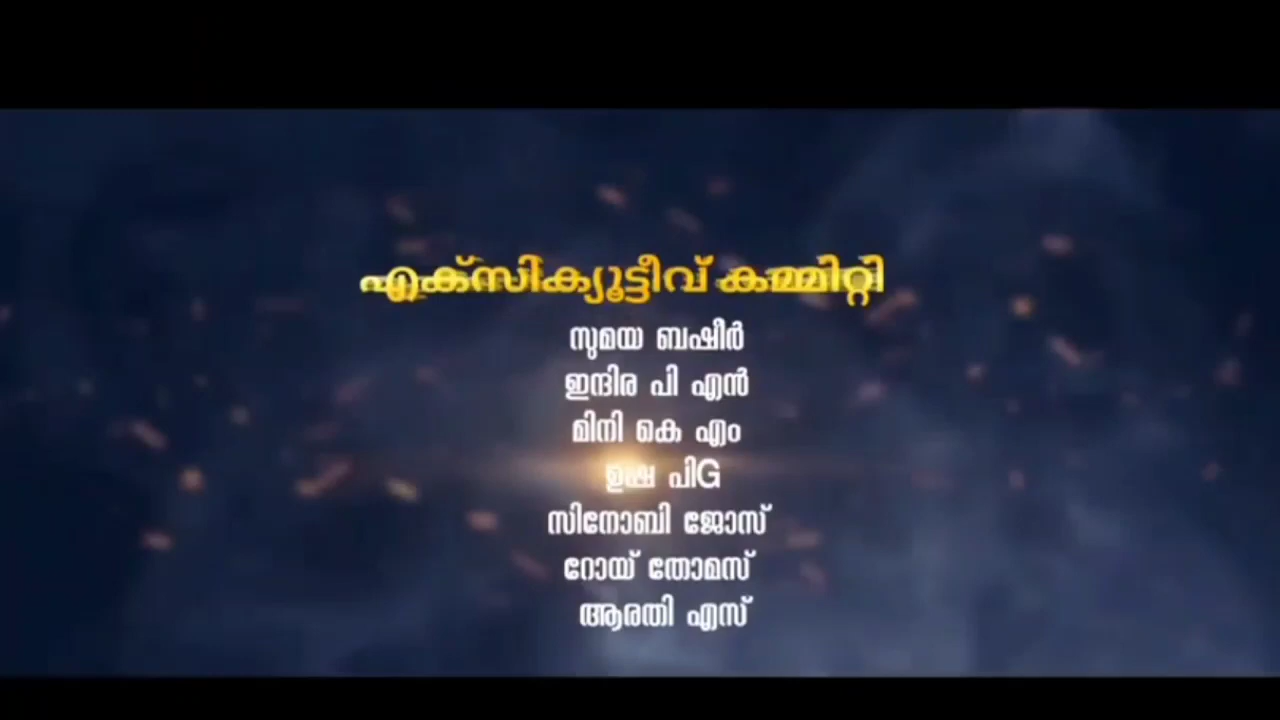 എക്സിക്യൂട്ടീവ് കമ്മിറ്റി
സുമയ ബഷീർ
ഇന്ദിര പി എൻ
മിനി കെ എം
ഉഷ പിG
സിനോബി ജോസ്
റോയ് തോമസ്
ആരതി എസ്